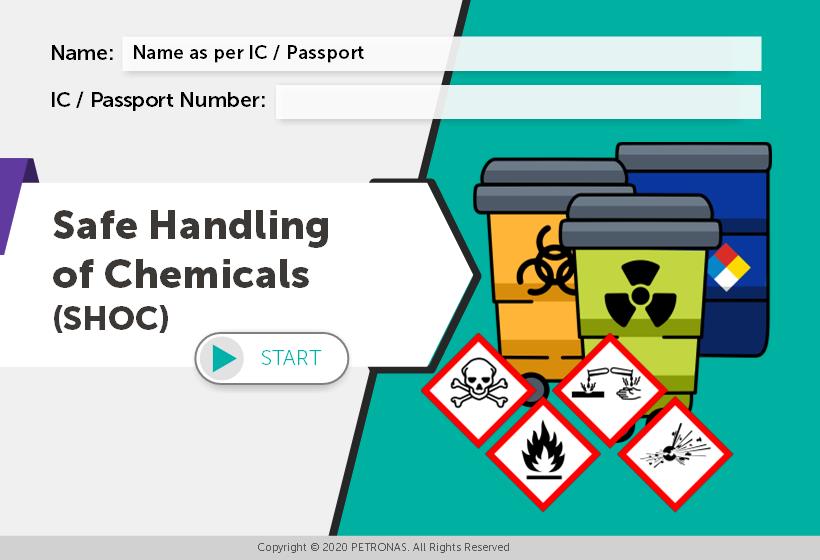 Name: Name as per IC / Passport
IC / Passport Number:
Safe Handling
of Chemicals
(SHOC)
START
Copyright © 2020 PETRONAS. All Rights Reserved